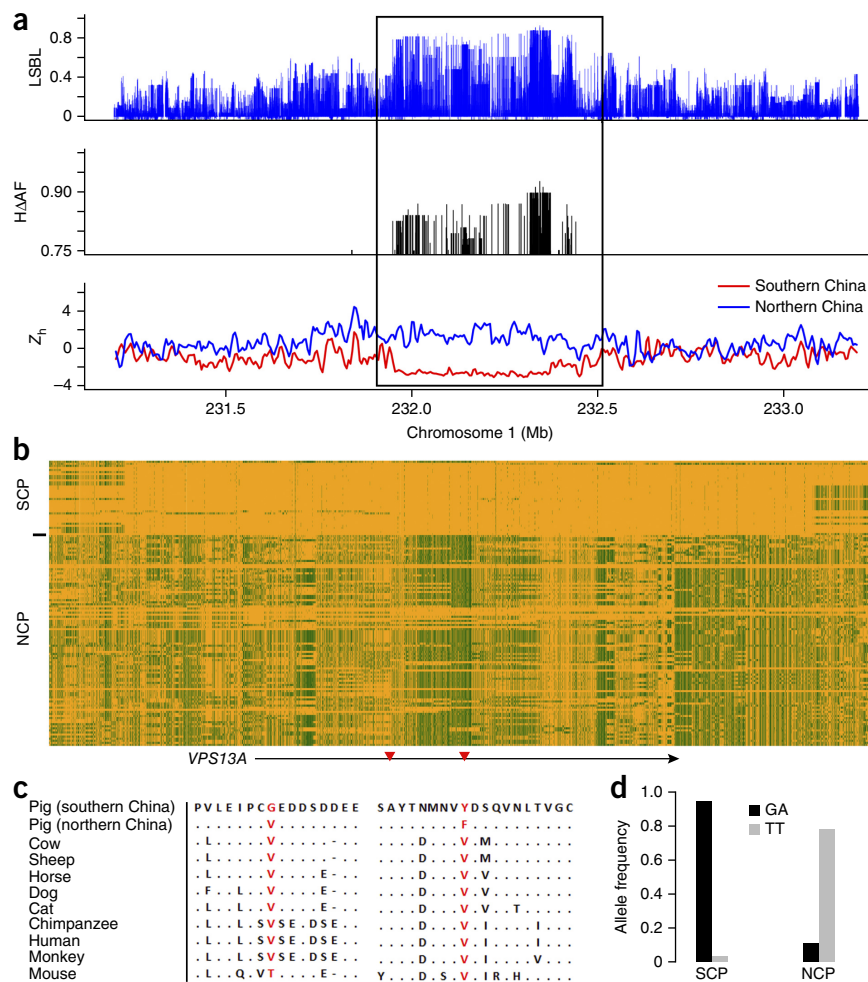 a
LSBL
0.8
0.4
0
HΔAF
0.90
0.75
Zh
4
0
−4
Southern China
Northern China
231.5 232.0 232.5 233.0
Chromosome 1 (Mb)
b
SCP
NCP
VPS13A
c
Pig (southern China) P V L E I P C G E D D S D D E E S A Y T N M N V Y D S Q V N L T V G C
Pig (northern China) . . . . . . . V . . . . . . . . . . . . . . . . F . . . . . . . . . .
Cow . L . . . . . V . . . . . . - . . . . . D . . . V . M . . . . . . . .
Sheep . L . . . . . V . . . . . . - . . . . . D . . . V . M . . . . . . . .
Horse . L . . . . . V . . . . . E - . . . . . D . . . V . V . . . . . . . .
Dog . F . . L . . V . . . . . E - . . . . . D . . . V . V . . . . . . . .
Cat . L . . L . . V . . . . . E - . . . . . D . . . V . V . . T . . . . .
Chimpanzee . L . . L . S V S E . D S E . . . . . . D . . . V . I . . . . I . . .
Human . L . . L . S V S E . D S E . . . . . . D . . . V . I . . . . I . . .
Monkey . L . . L . S V S E . D S E . . . . . . D . . . V . I . . . . V . . .
Mouse . L . . Q . V T . . . . . E - . Y . . . D . S . V . I R . H . . . . .
d
Allele frequency
1.0
0.8
0.6
0.4
0.2
0
GA
TT
SCP NCP